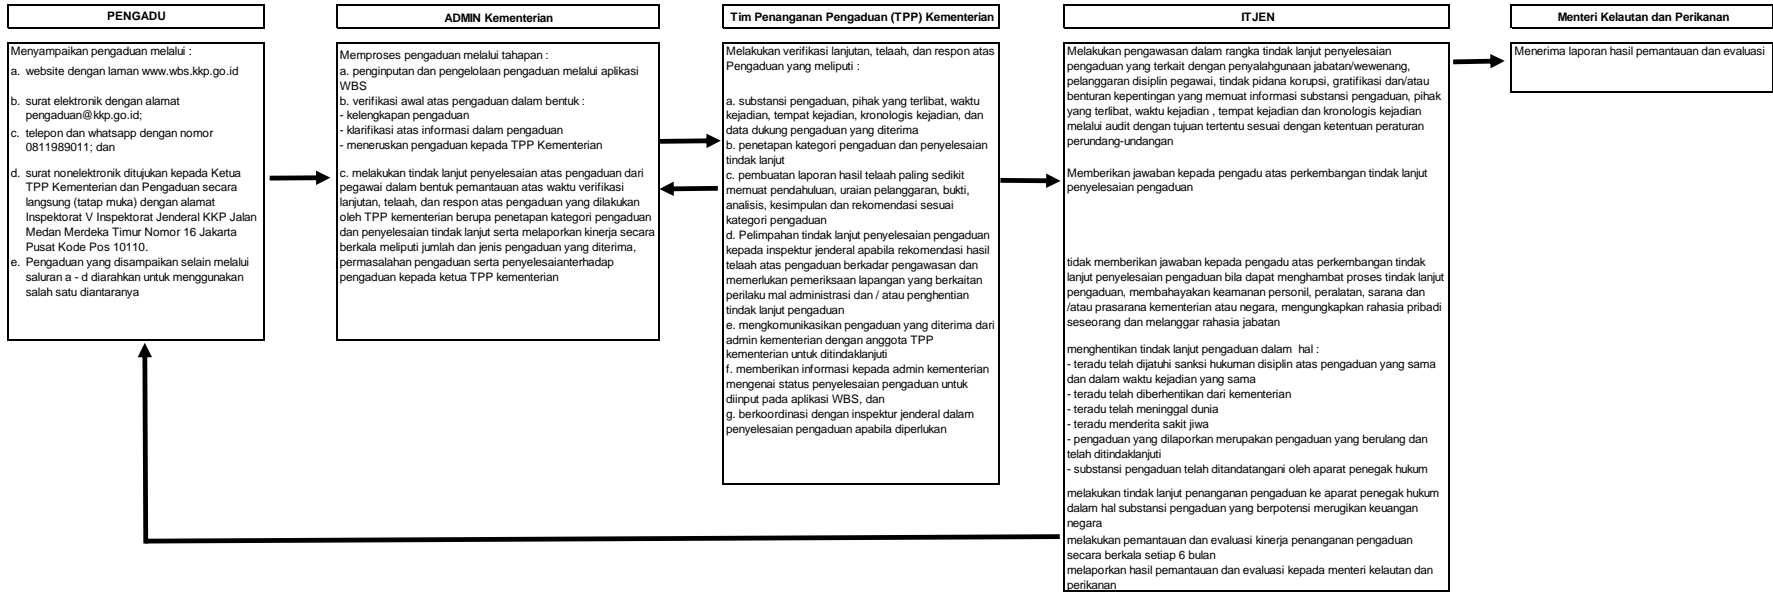 PENGADU
Menyampaikan pengaduan melalui :
a. website dengan laman www.wbs.kkp.go.id
b. surat elektronik dengan alamat
pengaduan@kkp.go.id;
c. telepon dan whatsapp dengan nomor
0811989011; dan
d. surat nonelektronik ditujukan kepada Ketua
TPP Kementerian dan Pengaduan secara
langsung (tatap muka) dengan alamat
Inspektorat V Inspektorat Jenderal KKP Jalan
Medan Merdeka Timur Nomor 16 Jakarta
Pusat Kode Pos 10110.
e. Pengaduan yang disampaikan selain melalui
saluran a - d diarahkan untuk menggunakan
salah satu diantaranya
ADMIN Kementerian
Memproses pengaduan melalui tahapan :
a. penginputan dan pengelolaan pengaduan melalui aplikasi
WBS
b. verifikasi awal atas pengaduan dalam bentuk :
- kelengkapan pengaduan
- klarifikasi atas informasi dalam pengaduan
- meneruskan pengaduan kepada TPP Kementerian
c. melakukan tindak lanjut penyelesaian atas pengaduan dari
pegawai dalam bentuk pemantauan atas waktu verifikasi
lanjutan, telaah, dan respon atas pengaduan yang dilakukan
oleh TPP kementerian berupa penetapan kategori pengaduan
dan penyelesaian tindak lanjut serta melaporkan kinerja secara
berkala meliputi jumlah dan jenis pengaduan yang diterima,
permasalahan pengaduan serta penyelesaianterhadap
pengaduan kepada ketua TPP kementerian
Tim Penanganan Pengaduan (TPP) Kementerian
Melakukan verifikasi lanjutan, telaah, dan respon atas
Pengaduan yang meliputi :
a. substansi pengaduan, pihak yang terlibat, waktu
kejadian, tempat kejadian, kronologis kejadian, dan
data dukung pengaduan yang diterima
b. penetapan kategori pengaduan dan penyelesaian
tindak lanjut
c. pembuatan laporan hasil telaah paling sedikit
memuat pendahuluan, uraian pelanggaran, bukti,
analisis, kesimpulan dan rekomendasi sesuai
kategori pengaduan
d. Pelimpahan tindak lanjut penyelesaian pengaduan
kepada inspektur jenderal apabila rekomendasi hasil
telaah atas pengaduan berkadar pengawasan dan
memerlukan pemeriksaan lapangan yang berkaitan
perilaku mal administrasi dan / atau penghentian
tindak lanjut pengaduan
e. mengkomunikasikan pengaduan yang diterima dari
admin kementerian dengan anggota TPP
kementerian untuk ditindaklanjuti
f. memberikan informasi kepada admin kementerian
mengenai status penyelesaian pengaduan untuk
diinput pada aplikasi WBS, dan
g. berkoordinasi dengan inspektur jenderal dalam
penyelesaian pengaduan apabila diperlukan
ITJEN
Melakukan pengawasan dalam rangka tindak lanjut penyelesaian
pengaduan yang terkait dengan penyalahgunaan jabatan/wewenang,
pelanggaran disiplin pegawai, tindak pidana korupsi, gratifikasi dan/atau
benturan kepentingan yang memuat informasi substansi pengaduan, pihak
yang terlibat, waktu kejadian , tempat kejadian dan kronologis kejadian
melalui audit dengan tujuan tertentu sesuai dengan ketentuan peraturan
perundang-undangan
Memberikan jawaban kepada pengadu atas perkembangan tindak lanjut
penyelesaian pengaduan
tidak memberikan jawaban kepada pengadu atas perkembangan tindak
lanjut penyelesaian pengaduan bila dapat menghambat proses tindak lanjut
pengaduan, membahayakan keamanan personil, peralatan, sarana dan
/atau prasarana kementerian atau negara, mengungkapkan rahasia pribadi
seseorang dan melanggar rahasia jabatan
menghentikan tindak lanjut pengaduan dalam hal :
- teradu telah dijatuhi sanksi hukuman disiplin atas pengaduan yang sama
dan dalam waktu kejadian yang sama
- teradu telah diberhentikan dari kementerian
- teradu telah meninggal dunia
- teradu menderita sakit jiwa
- pengaduan yang dilaporkan merupakan pengaduan yang berulang dan
telah ditindaklanjuti
- substansi pengaduan telah ditandatangani oleh aparat penegak hukum
melakukan tindak lanjut penanganan pengaduan ke aparat penegak hukum
dalam hal substansi pengaduan yang berpotensi merugikan keuangan
negara
melakukan pemantauan dan evaluasi kinerja penanganan pengaduan
secara berkala setiap 6 bulan
melaporkan hasil pemantauan dan evaluasi kepada menteri kelautan dan
perikanan
Menteri Kelautan dan Perikanan
Menerima laporan hasil pemantauan dan evaluasi